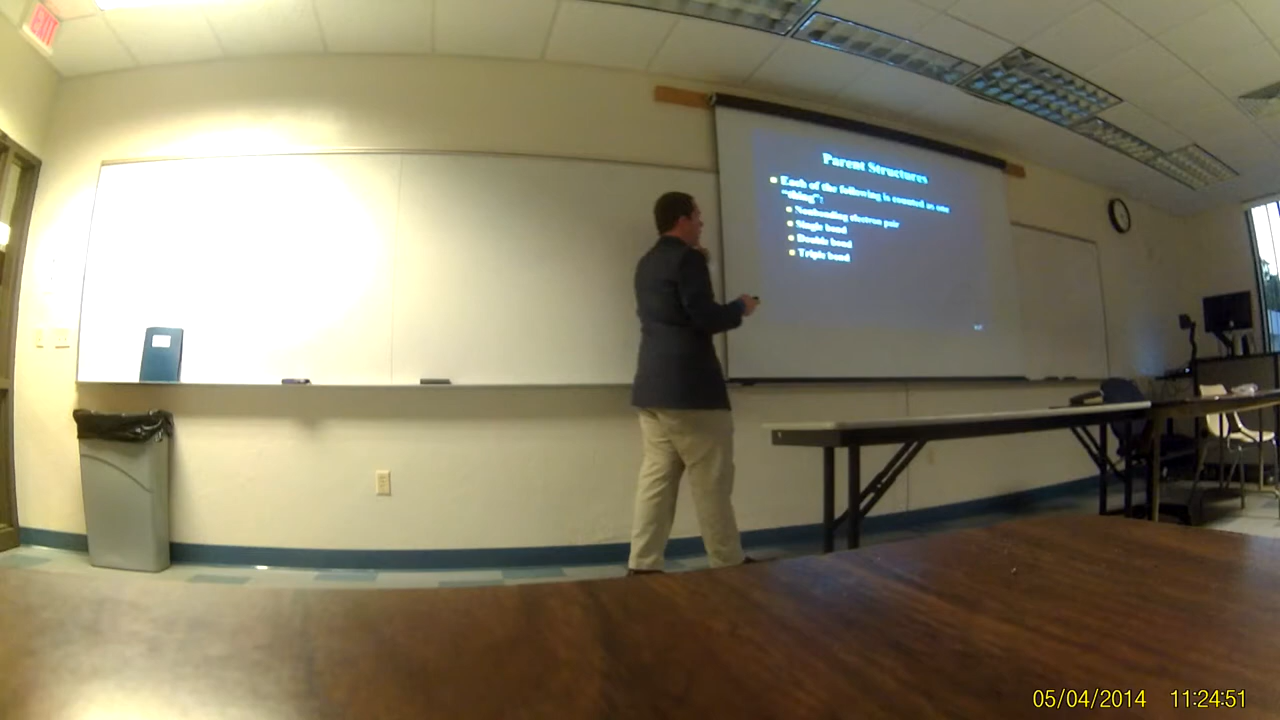 EXIT
Parent Structures
Each of the following is counted as one
"thing":
Nonbonding electron pair
Single bond
Double bond
Triple bond
05/04/2014 11:24:51